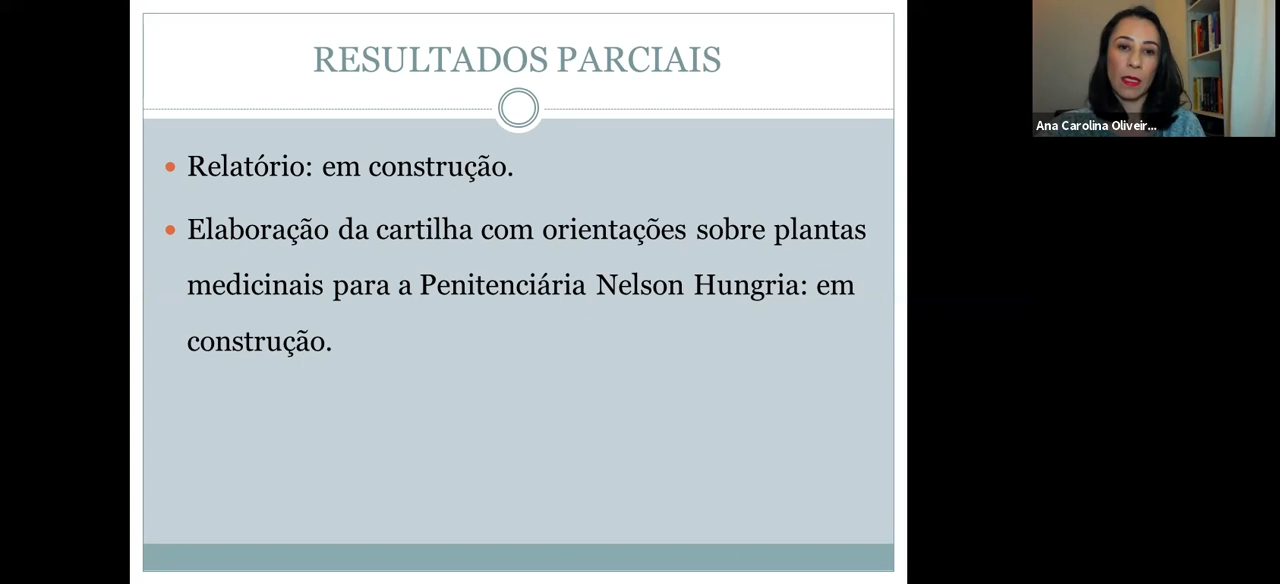 RESULTADOS PARCIAIS
Relatório: em construção.
Elaboração da cartilha com orientações sobre plantas
medicinais para a Penitenciária Nelson Hungria: em
construção.
Ana Carolina Oliveir...